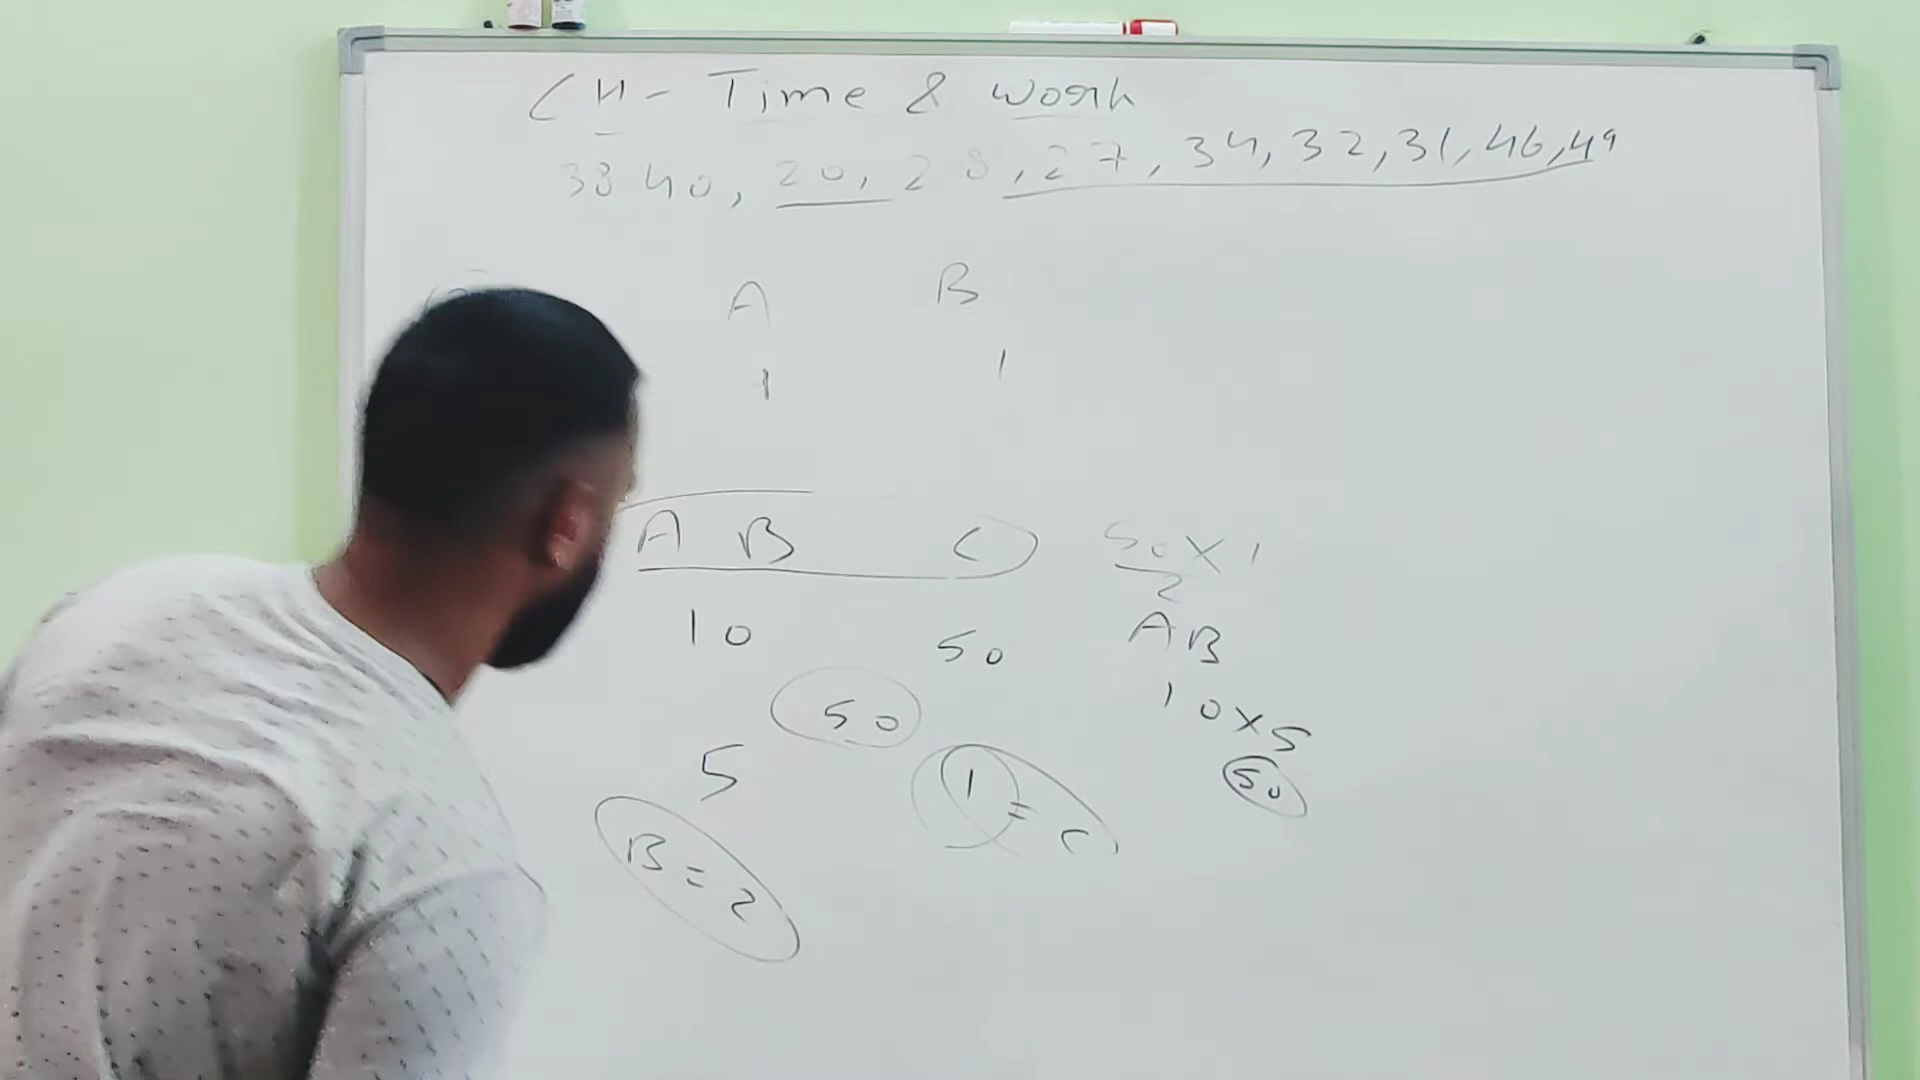 CH - Time & Work
38 40, 20, 28, 27, 34, 32, 31, 46, 49
A B
1 1
A B C
10 50
50
5 1 = C
B = 2
50 X 1
2
A B
10 X 5
50